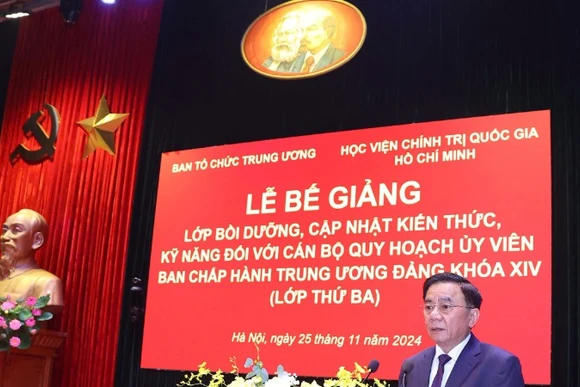 BAN TỔ CHỨC TRUNG ƯƠNG
HỌC VIỆN CHÍNH TRỊ QUỐC GIA
HỒ CHÍ MINH
LỄ BẾ GIẢNG
LỚP BỒI DƯỠNG, CẬP NHẬT KIẾN THỨC,
KỸ NĂNG ĐỐI VỚI CÁN BỘ QUY HOẠCH ỦY VIÊN
BAN CHẤP HÀNH TRUNG ƯƠNG ĐẢNG KHÓA XIV
(LỚP THỨ BA)
Hà Nội, ngày 25 tháng 11 năm 2024